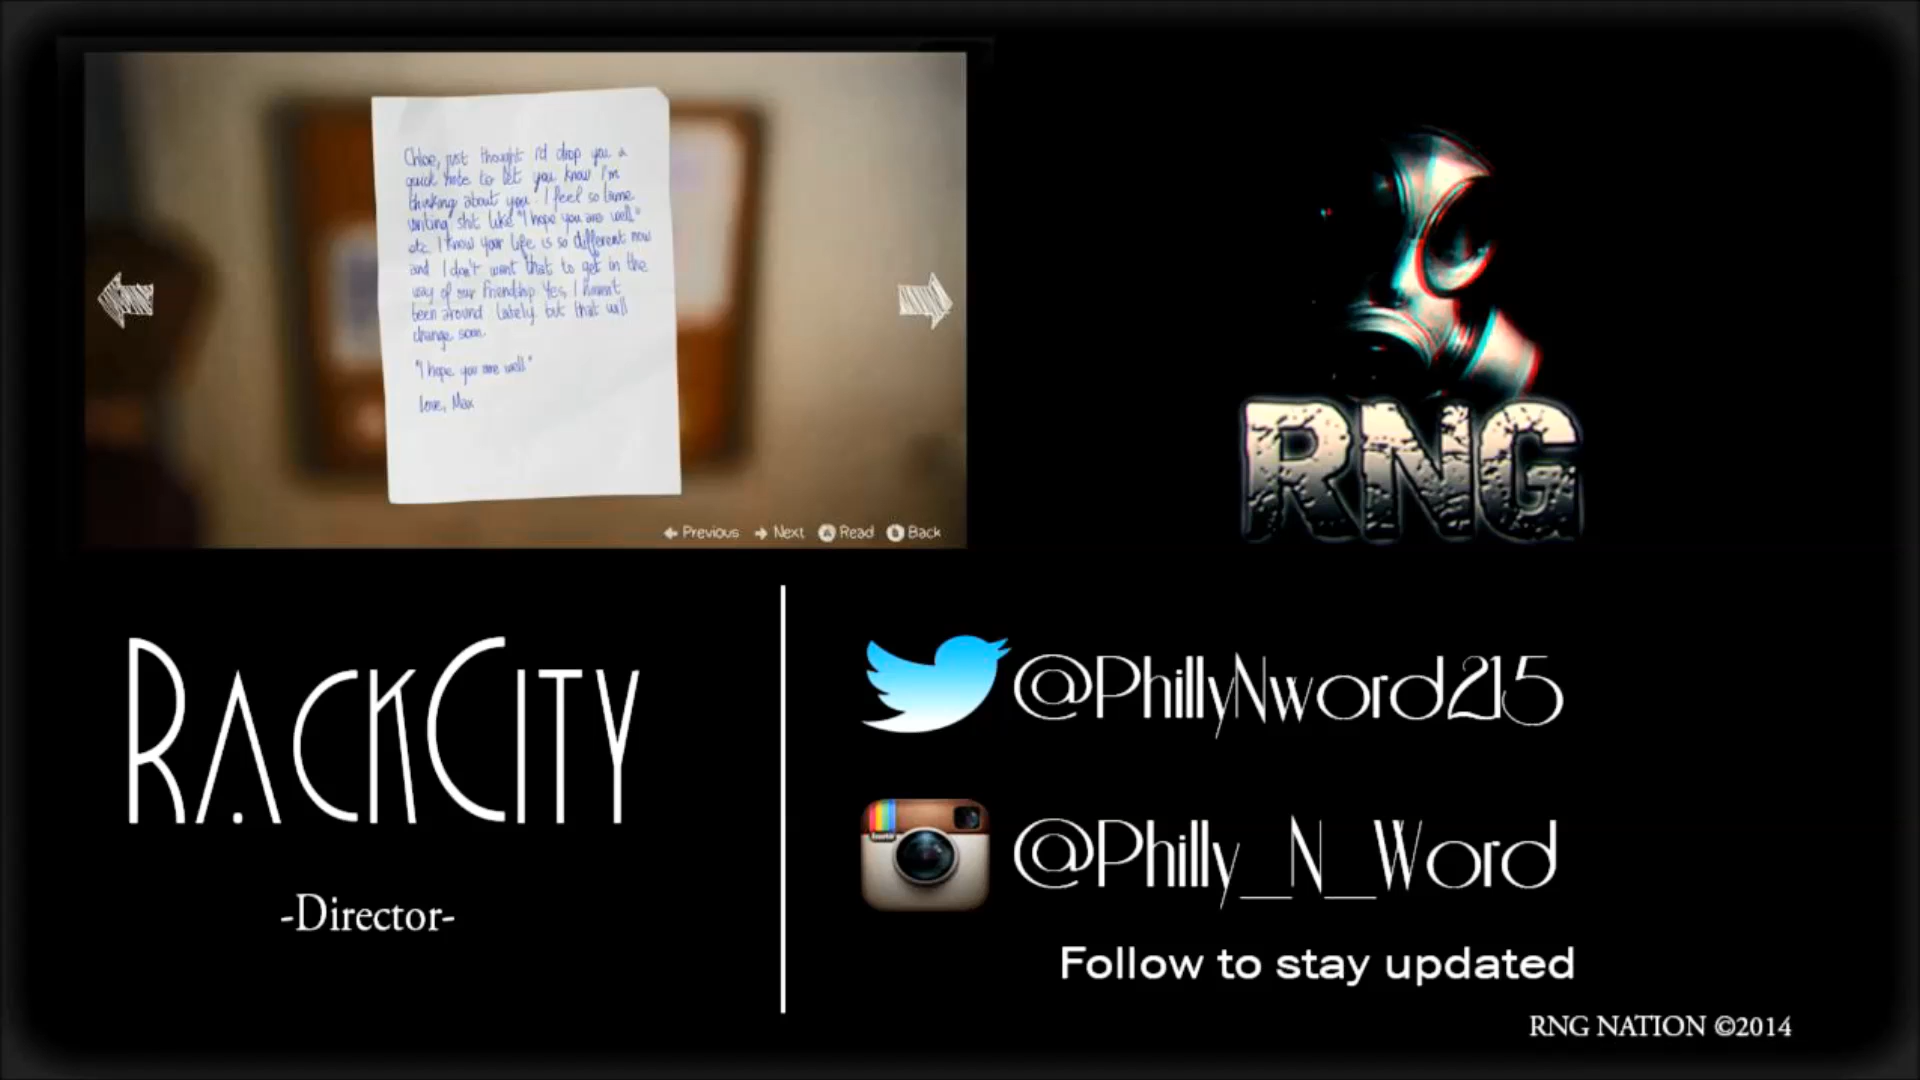 Chloe, just thought I'd drop you a
quick note to let you know I'm
thinking about you. I feel so lame
writing shit like "I hope you are well"
etc. I know your life is so different now
and I don't want that to get in the
way of our friendship. Yes, I haven't
been around lately, but that will
change soon.
"I hope you are well"
Love, Max
Previous Next A Read B Back
RNG
RackCity
-Director-
@PhillyNword215
@Philly_N_Word
Follow to stay updated
RNG NATION ©2014